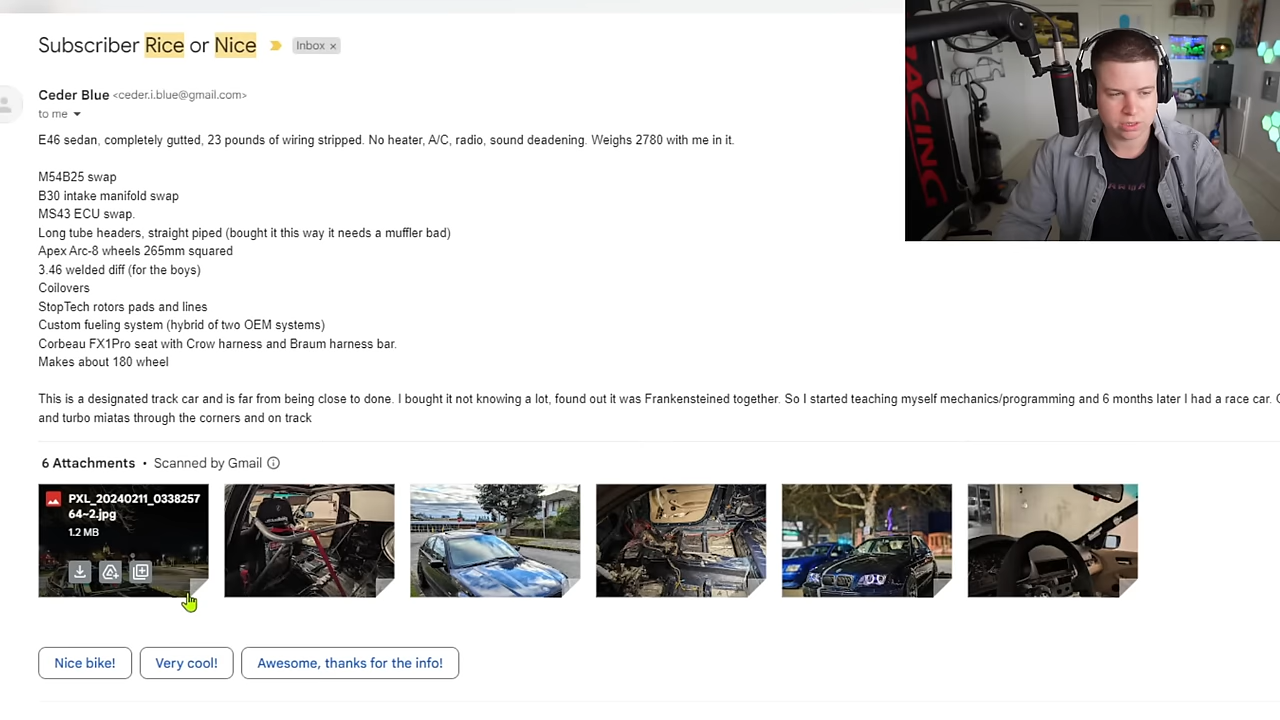 Subscriber Rice or Nice Inbox ×
Ceder Blue <ceder.i.blue@gmail.com>
to me
E46 sedan, completely gutted, 23 pounds of wiring stripped. No heater, A/C, radio, sound deadening. Weighs 2780 with me in it.
M54B25 swap
B30 intake manifold swap
MS43 ECU swap.
Long tube headers, straight piped (bought it this way it needs a muffler bad)
Apex Arc-8 wheels 265mm squared
3.46 welded diff (for the boys)
Coilovers
StopTech rotors pads and lines
Custom fueling system (hybrid of two OEM systems)
Corbeau FX1Pro seat with Crow harness and Braum harness bar.
Makes about 180 wheel
This is a designated track car and is far from being close to done. I bought it not knowing a lot, found out it was Frankensteined together. So I started teaching myself mechanics/programming and 6 months later I had a race car.
and turbo miatas through the corners and on track
6 Attachments • Scanned by Gmail
PXL_20240211_0338257
64~2.jpg
1.2 MB
Nice bike!
Very cool!
Awesome, thanks for the info!
RACING